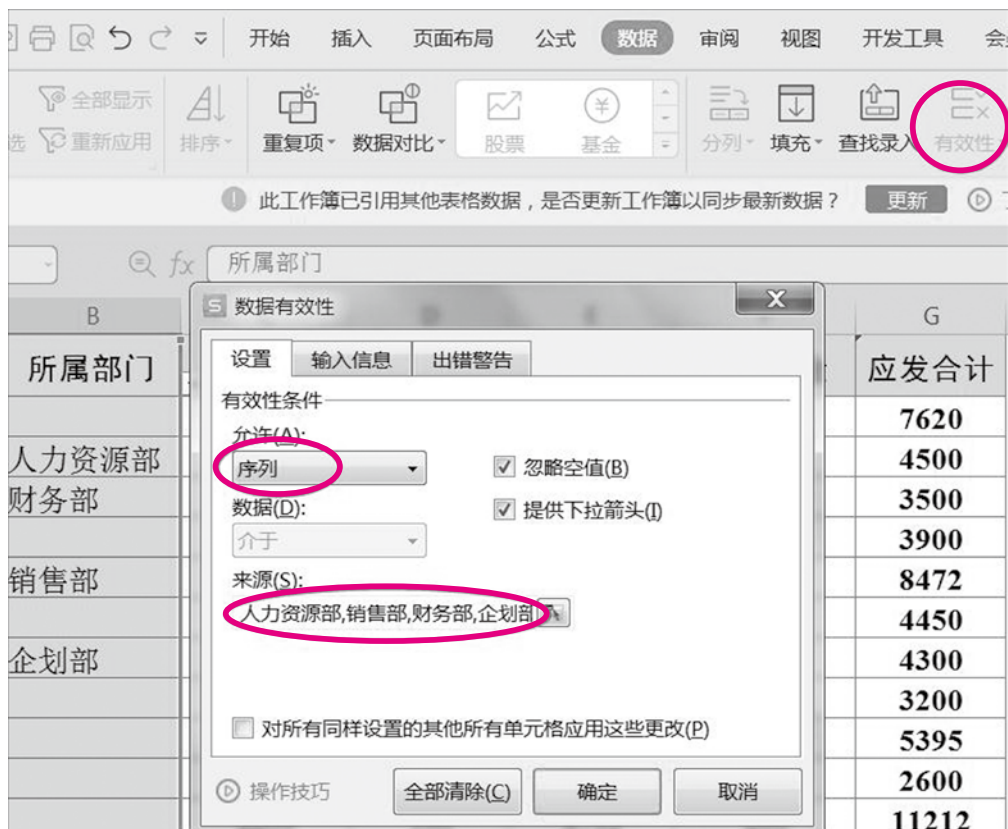 开始 插入 页面布局 公式 数据 审阅 视图 开发工具 会
全部显示
重新应用
选
排序
重复项 数据对比
股票 基金
分列 填充 查找录入 有效性
此工作簿已引用其他表格数据，是否更新工作簿以同步最新数据？ 更新
fx 所属部门
数据有效性
B G
设置 输入信息 出错警告
所属部门 应发合计
有效性条件
7620
允许(A):
人力资源部 序列 忽略空值(B) 4500
财务部 数据(D): 提供下拉箭头(I) 3500
介于 3900
销售部 来源(S): 8472
人力资源部,销售部,财务部,企划部 4450
企划部 4300
3200
对所有同样设置的其他所有单元格应用这些更改(P)
5395
操作技巧 全部清除(C) 确定 取消 2600
11212